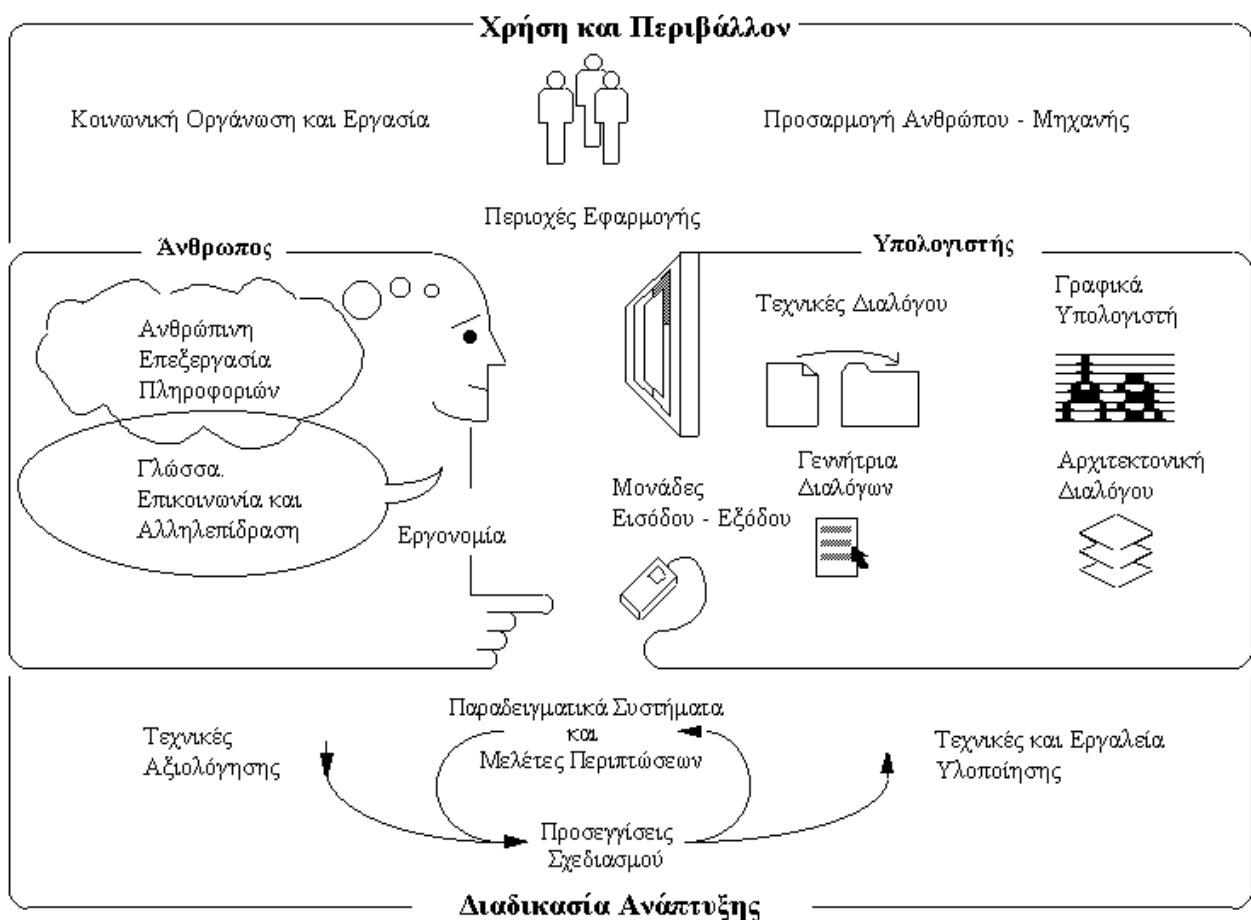 Χρήση και Περιβάλλον
Κοινωνική Οργάνωση και Εργασία
Προσαρμογή Ανθρώπου - Μηχανής
Περιοχές Εφαρμογής
Άνθρωπος
Ανθρώπινη
Επεξεργασία
Πληροφοριών
Γλώσσα.
Επικοινωνία και
Αλληλεπίδραση
Εργονομία
Υπολογιστής
Τεχνικές Διαλόγου
Γραφικά
Υπολογιστή
Μονάδες
Εισόδου - Εξόδου
Γεννήτρια
Διαλόγων
Αρχιτεκτονική
Διαλόγου
Τεχνικές
Αξιολόγησης
Παραδειγματικά Συστήματα
και
Μελέτες Περιπτώσεων
Τεχνικές και Εργαλεία
Υλοποίησης
Προσεγγίσεις
Σχεδιασμού
Διαδικασία Ανάπτυξης